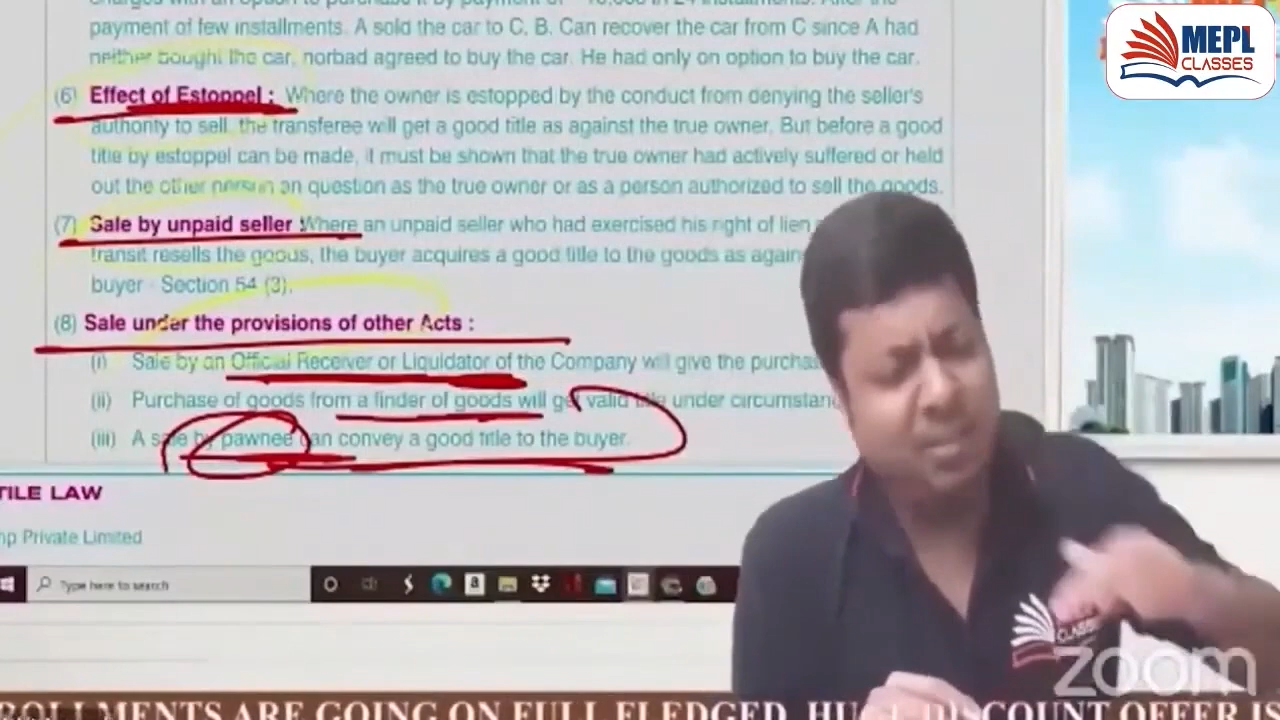 payment of few installments. A sold the car to C. B. Can recover the car from C since A had
neither bought the car, norbad agreed to buy the car. He had only on option to buy the car.
MEPL
CLASSES
(6) Effect of Estoppel : Where the owner is estopped by the conduct from denying the seller's
authority to sell, the transferee will get a good title as against the true owner. But before a good
title by estoppel can be made, it must be shown that the true owner had actively suffered or held
out the other person an question as the true owner or as a person authorized to sell the goods.
(7) Sale by unpaid seller : Where an unpaid seller who had exercised his right of lien
transit resells the goods, the buyer acquires a good title to the goods as again
buyer - Section 54 (3).
(8) Sale under the provisions of other Acts :
(i) Sale by an Official Receiver or Liquidator of the Company will give the purcha
(ii) Purchase of goods from a finder of goods will get valid title under circumstan
(iii) A sale by pawnee can convey a good title to the buyer.
TILE LAW
mp Private Limited
Type here to search
CLASSES
zoom
ROLLMENTS ARE GOING ON FULL FLEDGED, HUGE DISCOUNT OFFER IS